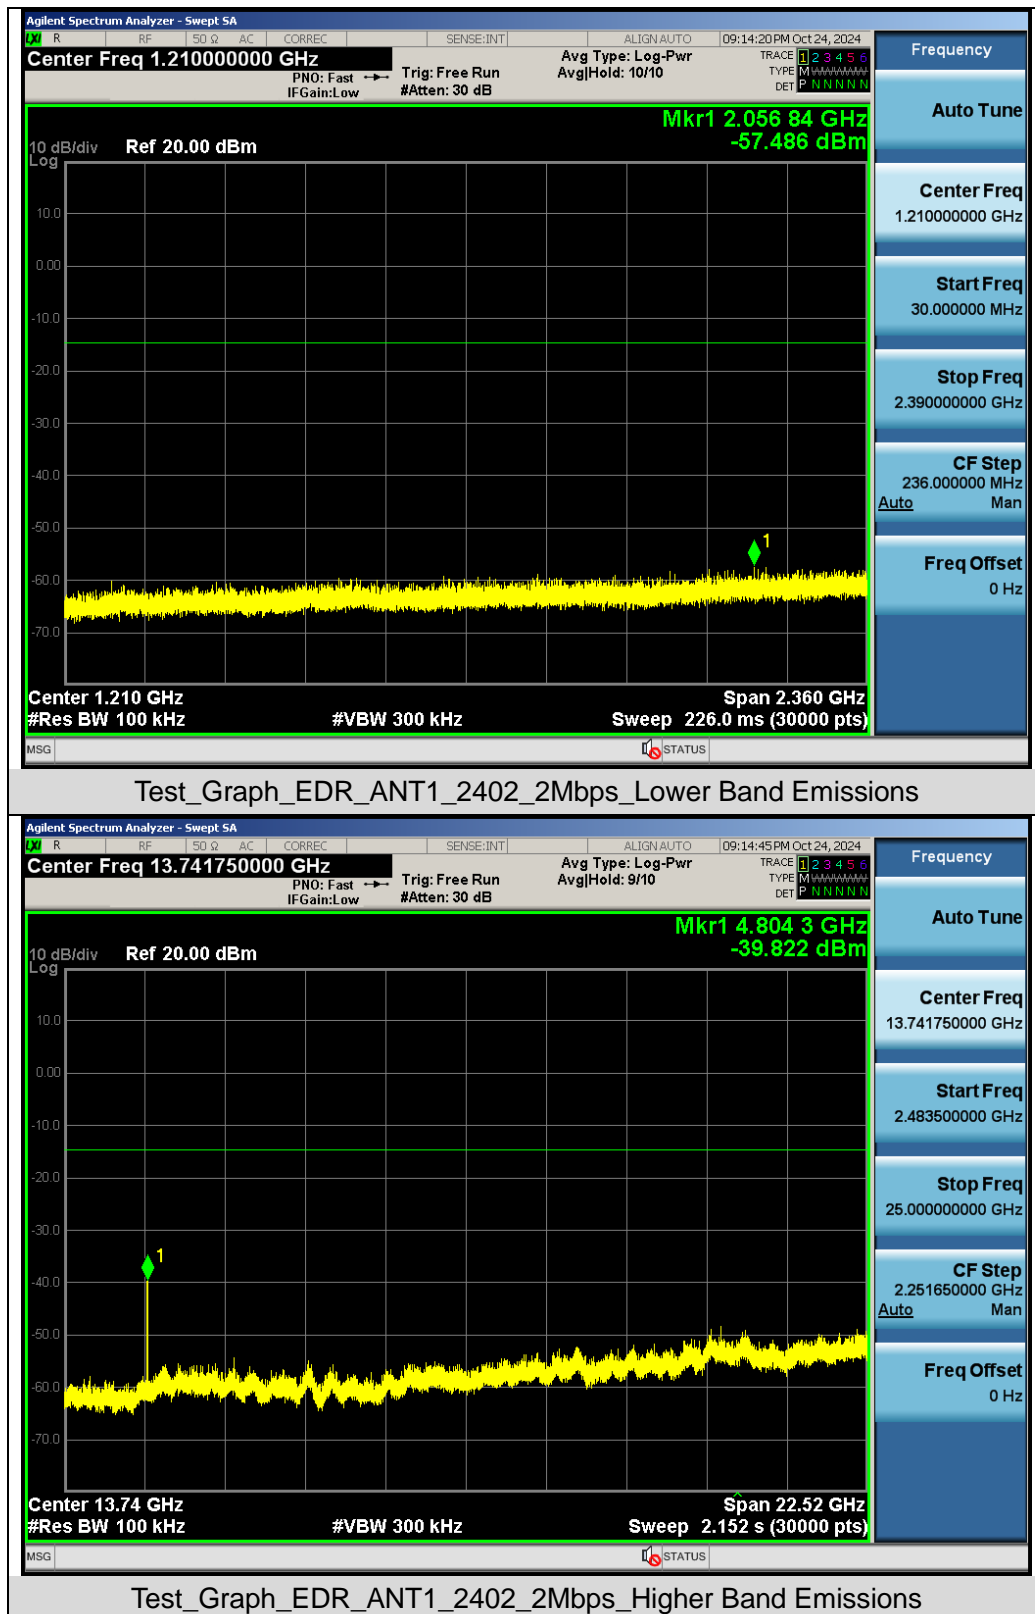 Agilent Spectrum Analyzer - Swept SA
LXI R RF 50 Ω AC CORREC SENSE:INT ALIGN AUTO 09:14:20 PM Oct 24, 2024
Center Freq 1.210000000 GHz
PNO: Fast
IFGain:Low
Trig: Free Run
#Atten: 30 dB
Avg Type: Log-Pwr
Avg|Hold: 10/10
TRACE 1 2 3 4 5 6
TYPE M WWWWW
DET P N N N N N
Mkr1 2.056 84 GHz
-57.486 dBm
10 dB/div Ref 20.00 dBm
Log
10.0
0.00
-10.0
-20.0
-30.0
-40.0
-50.0
-60.0
-70.0
1
Center 1.210 GHz Span 2.360 GHz
#Res BW 100 kHz #VBW 300 kHz Sweep 226.0 ms (30000 pts)
MSG STATUS
Frequency
Auto Tune
Center Freq
1.210000000 GHz
Start Freq
30.000000 MHz
Stop Freq
2.390000000 GHz
CF Step
236.000000 MHz
Auto Man
Freq Offset
0 Hz
Test_Graph_EDR_ANT1_2402_2Mbps_Lower Band Emissions
Agilent Spectrum Analyzer - Swept SA
LXI R RF 50 Ω AC CORREC SENSE:INT ALIGN AUTO 09:14:45 PM Oct 24, 2024
Center Freq 13.741750000 GHz
PNO: Fast
IFGain:Low
Trig: Free Run
#Atten: 30 dB
Avg Type: Log-Pwr
Avg|Hold: 9/10
TRACE 1 2 3 4 5 6
TYPE M WWWWW
DET P N N N N N
Mkr1 4.804 3 GHz
-39.822 dBm
10 dB/div Ref 20.00 dBm
Log
10.0
0.00
-10.0
-20.0
-30.0
-40.0
-50.0
-60.0
-70.0
1
Center 13.74 GHz Span 22.52 GHz
#Res BW 100 kHz #VBW 300 kHz Sweep 2.152 s (30000 pts)
MSG STATUS
Frequency
Auto Tune
Center Freq
13.741750000 GHz
Start Freq
2.483500000 GHz
Stop Freq
25.000000000 GHz
CF Step
2.251650000 GHz
Auto Man
Freq Offset
0 Hz
Test_Graph_EDR_ANT1_2402_2Mbps_Higher Band Emissions